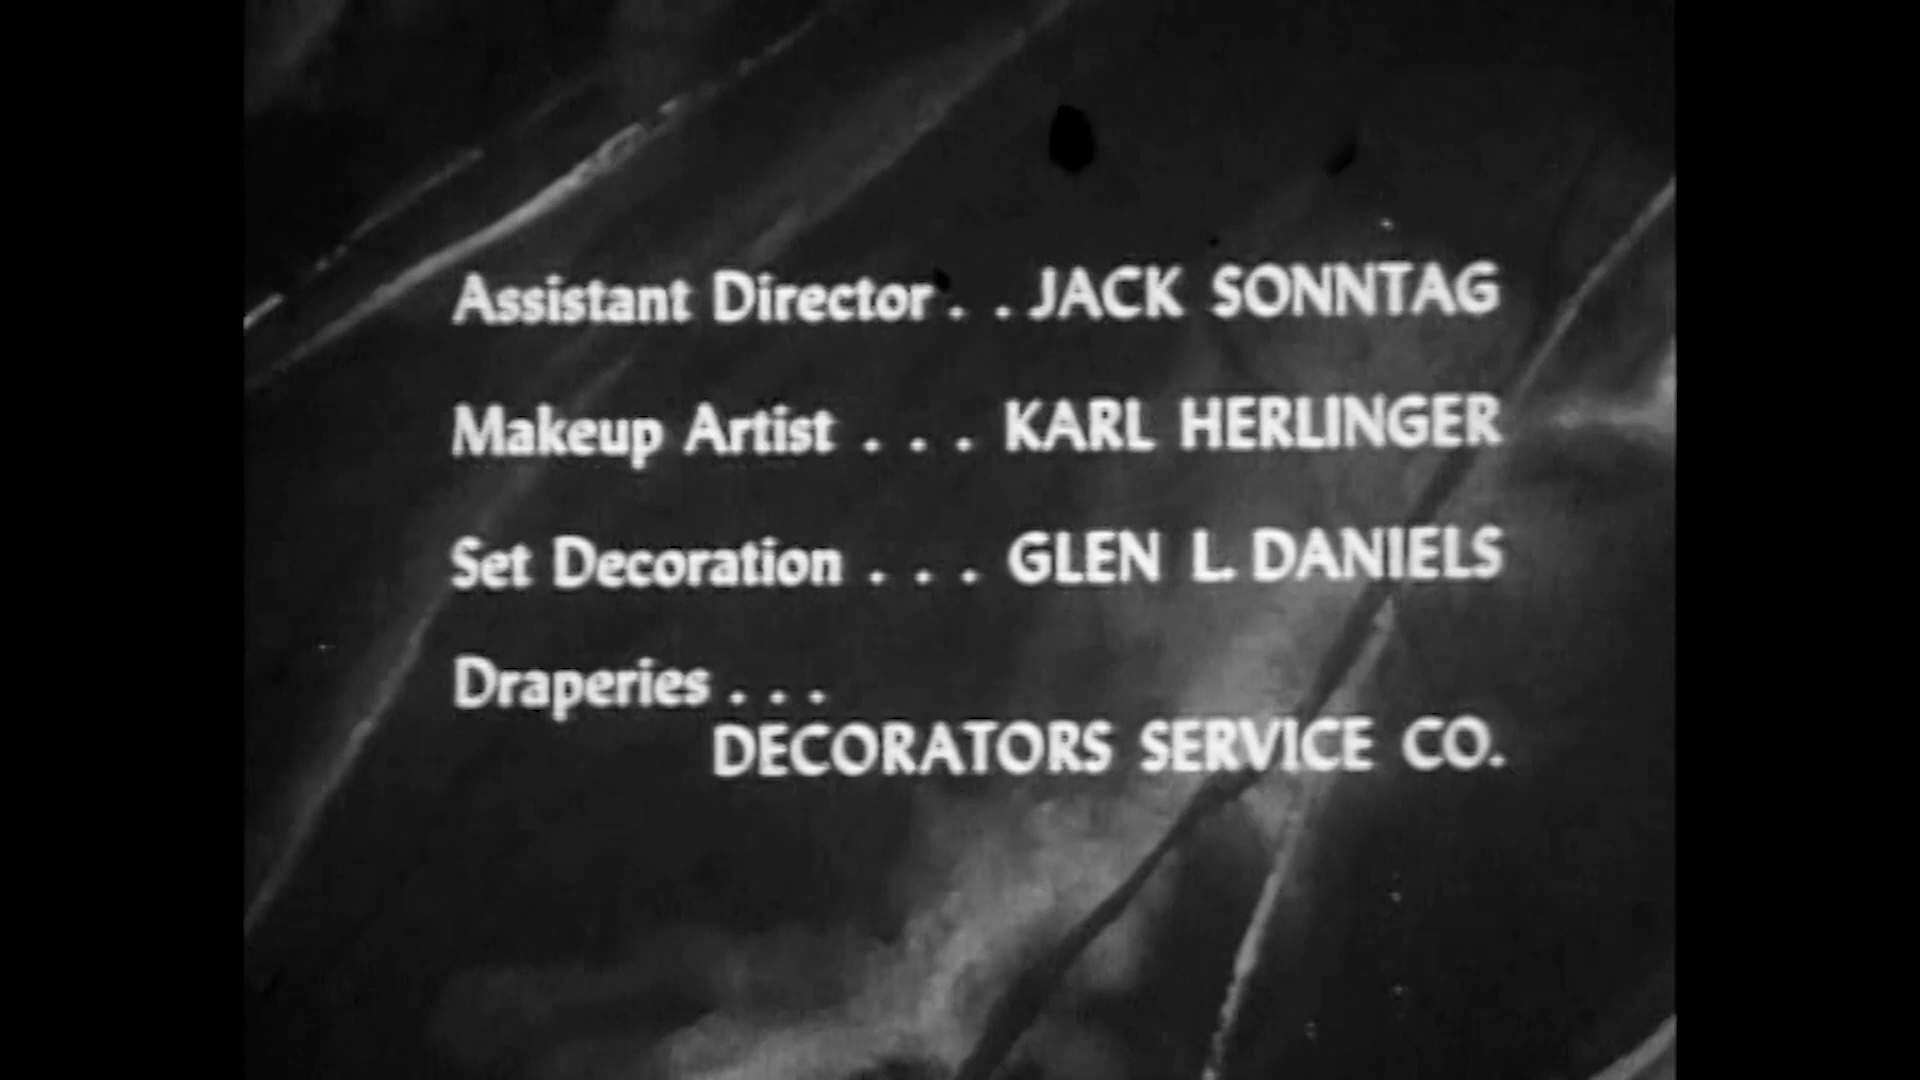 Assistant Director . . JACK SONNTAG
Makeup Artist . . . KARL HERLINGER
Set Decoration . . . GLEN L. DANIELS
Draperies . . .
DECORATORS SERVICE CO.